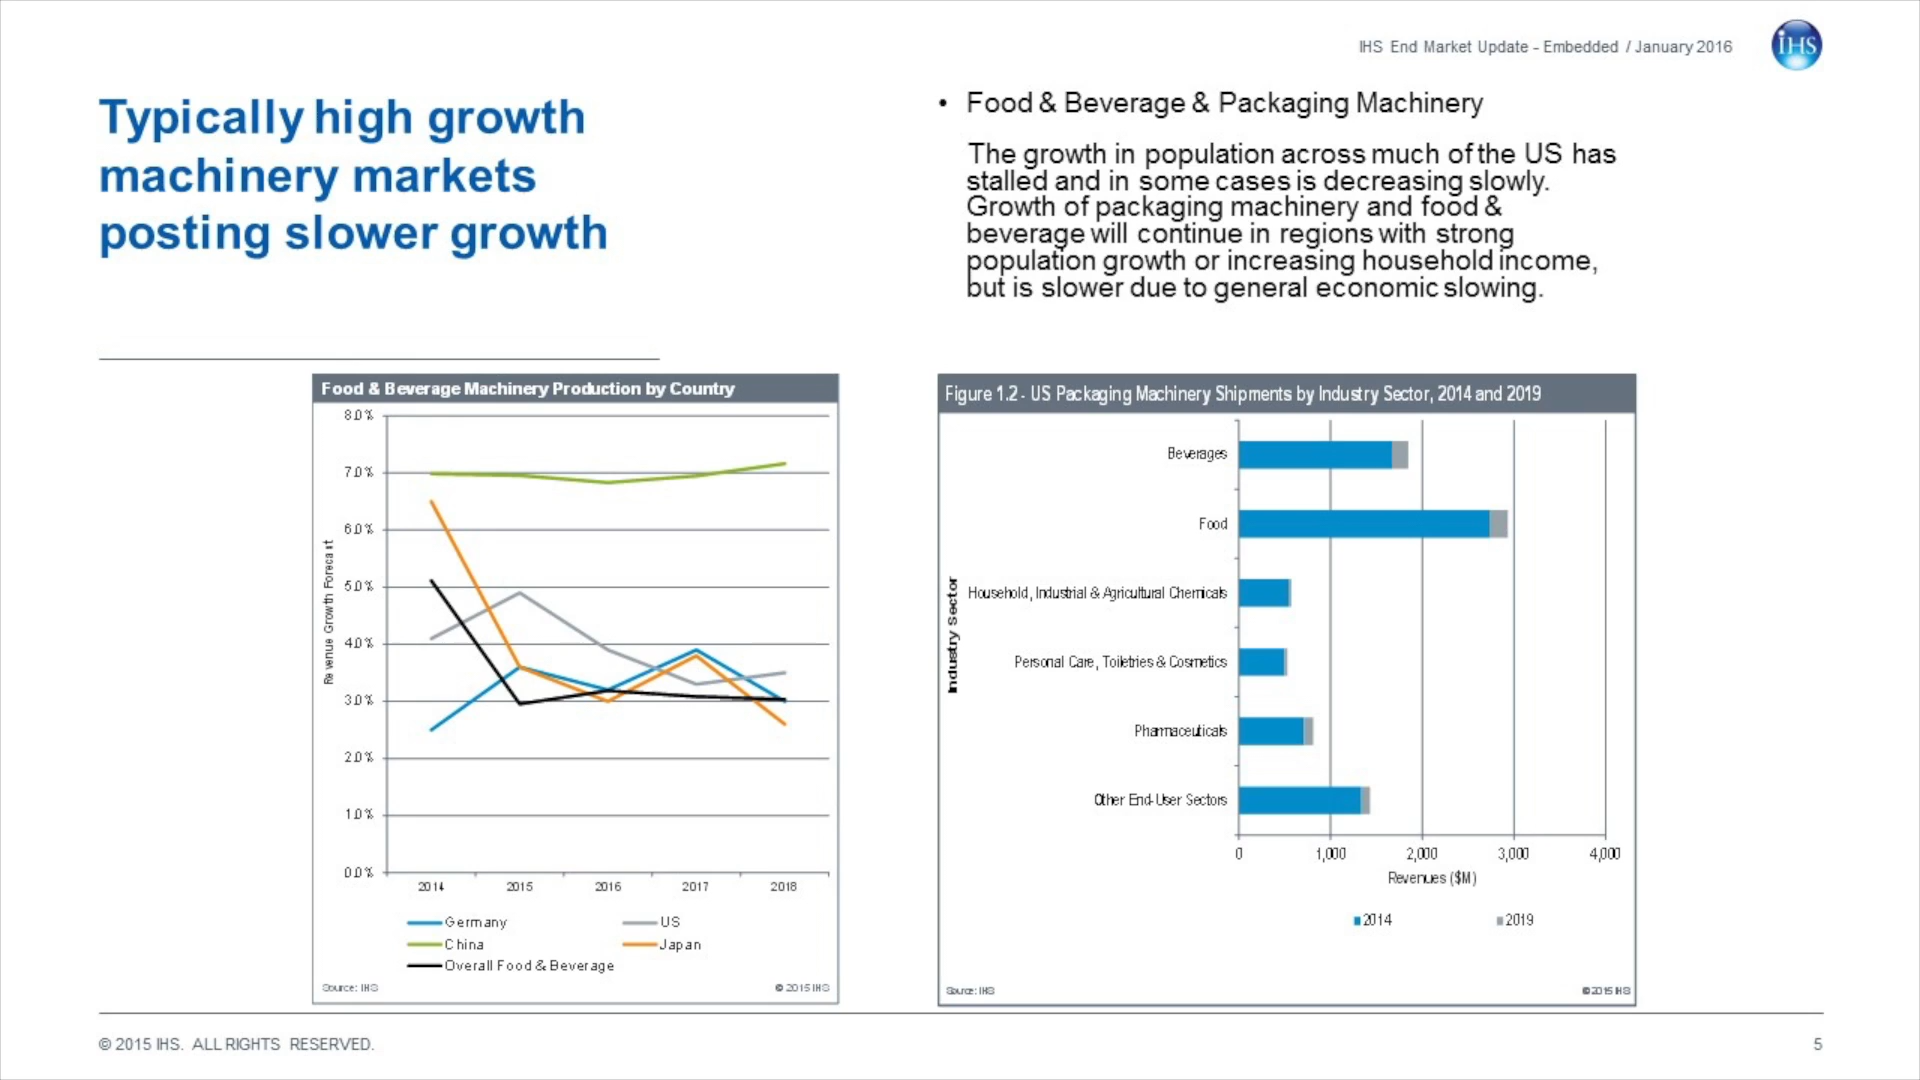 IHS End Market Update - Embedded / January 2016
IHS
Typically high growth
machinery markets
posting slower growth
• Food & Beverage & Packaging Machinery
The growth in population across much of the US has
stalled and in some cases is decreasing slowly.
Growth of packaging machinery and food &
beverage will continue in regions with strong
population growth or increasing household income,
but is slower due to general economic slowing.
Food & Beverage Machinery Production by Country
8.0%
7.0%
6.0%
5.0%
4.0%
3.0%
2.0%
1.0%
0.0%
Revenue Growth Forecast
2014 2015 2016 2017 2018
Germany US
China Japan
Overall Food & Beverage
Source: IHS © 2015 IHS
Figure 1.2 - US Packaging Machinery Shipments by Industry Sector, 2014 and 2019
Industry Sector
Beverages
Food
Household, Industrial & Agricultural Chemicals
Personal Care, Toiletries & Cosmetics
Pharmaceuticals
Other End-User Sectors
0 1,000 2,000 3,000 4,000
Revenues ($M)
2014 2019
Source: IHS © 2015 IHS
© 2015 IHS. ALL RIGHTS RESERVED.
5